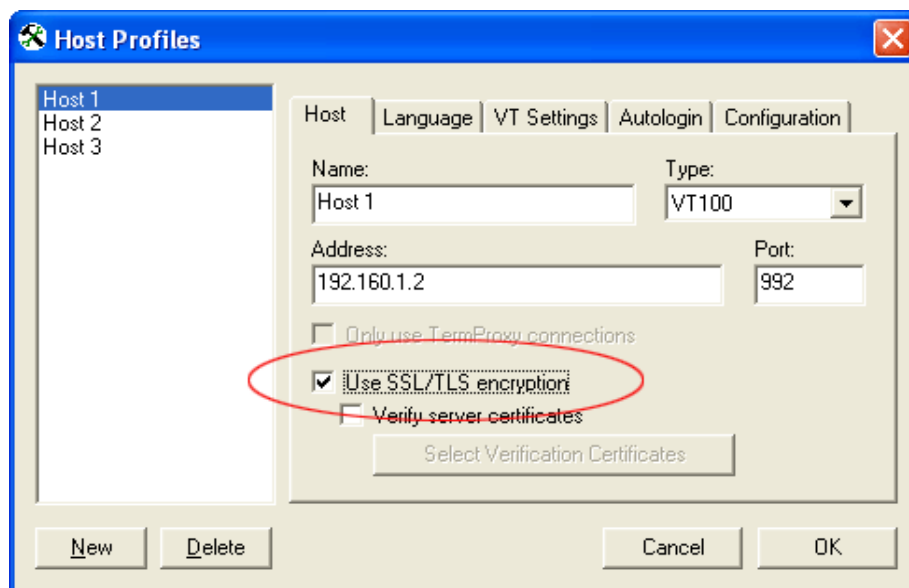 Host Profiles
Host 1
Host 2
Host 3
Host Language VT Settings Autologin Configuration
Name: Type:
Host 1 VT100
Address: Port:
192.160.1.2 992
Only use TermProxy connections
Use SSL/TLS encryption
Verify server certificates
Select Verification Certificates
New Delete Cancel OK